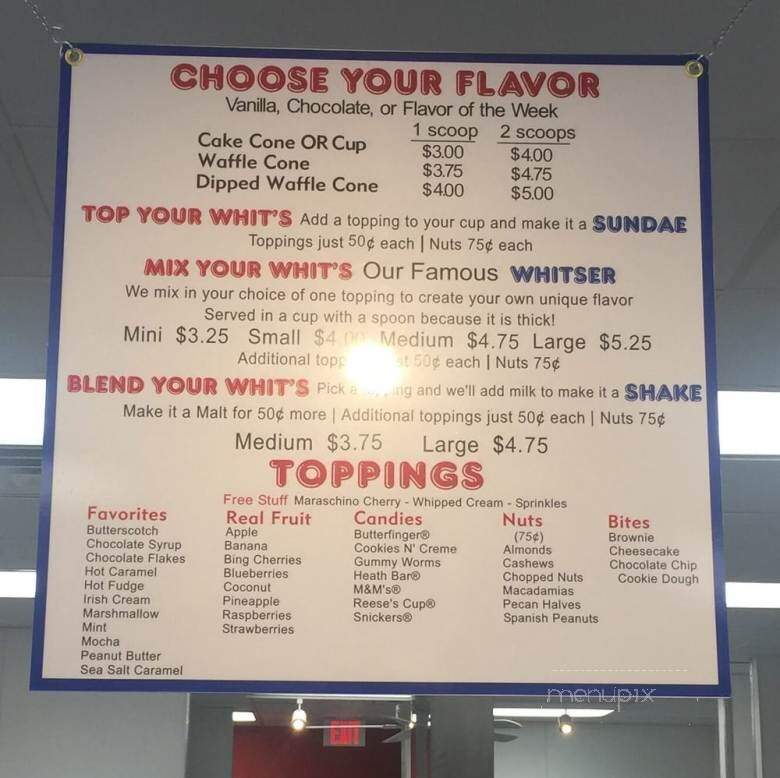 CHOOSE YOUR FLAVOR
Vanilla, Chocolate, or Flavor of the Week
1 scoop 2 scoops
Cake Cone OR Cup $3.00 $4.00
Waffle Cone $3.75 $4.75
Dipped Waffle Cone $4.00 $5.00
TOP YOUR WHIT'S Add a topping to your cup and make it a SUNDAE
Toppings just 50¢ each | Nuts 75¢ each
MIX YOUR WHIT'S Our Famous WHITSER
We mix in your choice of one topping to create your own unique flavor
Served in a cup with a spoon because it is thick!
Mini $3.25 Small Medium $4.75 Large $5.25
Additional 50¢ each | Nuts 75¢
BLEND YOUR WHIT'S Pick and we'll add milk to make it a SHAKE
Make it a Malt for 50¢ more | Additional toppings just 50¢ each | Nuts 75¢
Medium $3.75 Large $4.75
TOPPINGS
Free Stuff Maraschino Cherry - Whipped Cream - Sprinkles
Favorites
Butterscotch
Chocolate Syrup
Chocolate Flakes
Hot Caramel
Hot Fudge
Irish Cream
Marshmallow
Mint
Mocha
Peanut Butter
Sea Salt Caramel
Real Fruit
Apple
Banana
Bing Cherries
Blueberries
Coconut
Pineapple
Raspberries
Strawberries
Candies
Butterfinger®
Cookies N' Creme
Gummy Worms
Heath Bar®
M&M's®
Reese's Cup®
Snickers®
Nuts
(75¢)
Almonds
Cashews
Chopped Nuts
Macadamias
Pecan Halves
Spanish Peanuts
Bites
Brownie
Cheesecake
Chocolate Chip
Cookie Dough
menupix
EXIT